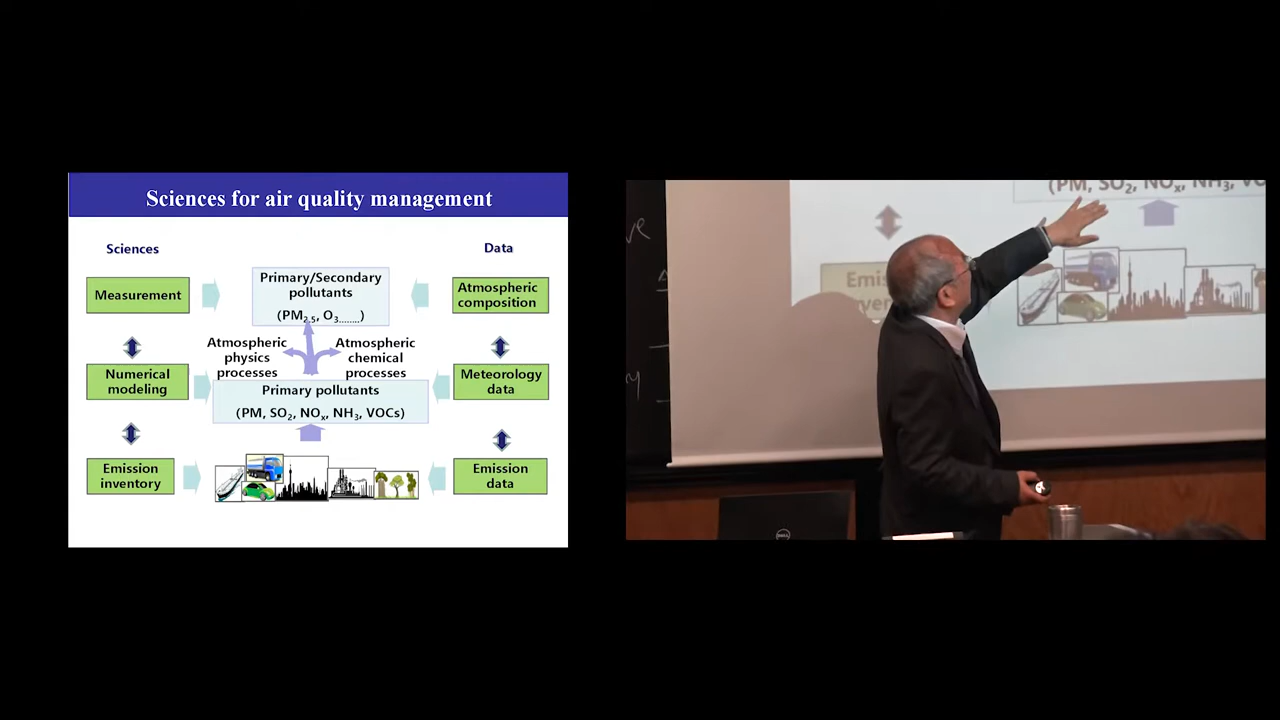 Sciences for air quality management
Sciences
Data
Measurement
Primary/Secondary
pollutants
(PM2.5, O3........)
Atmospheric
composition
Atmospheric
physics
processes
Atmospheric
chemical
processes
Numerical
modeling
Primary pollutants
(PM, SO2, NOx, NH3, VOCs)
Meteorology
data
Emission
inventory
Emission
data
(PM, SO2, NOx, NH3, VO
Emis
DELL